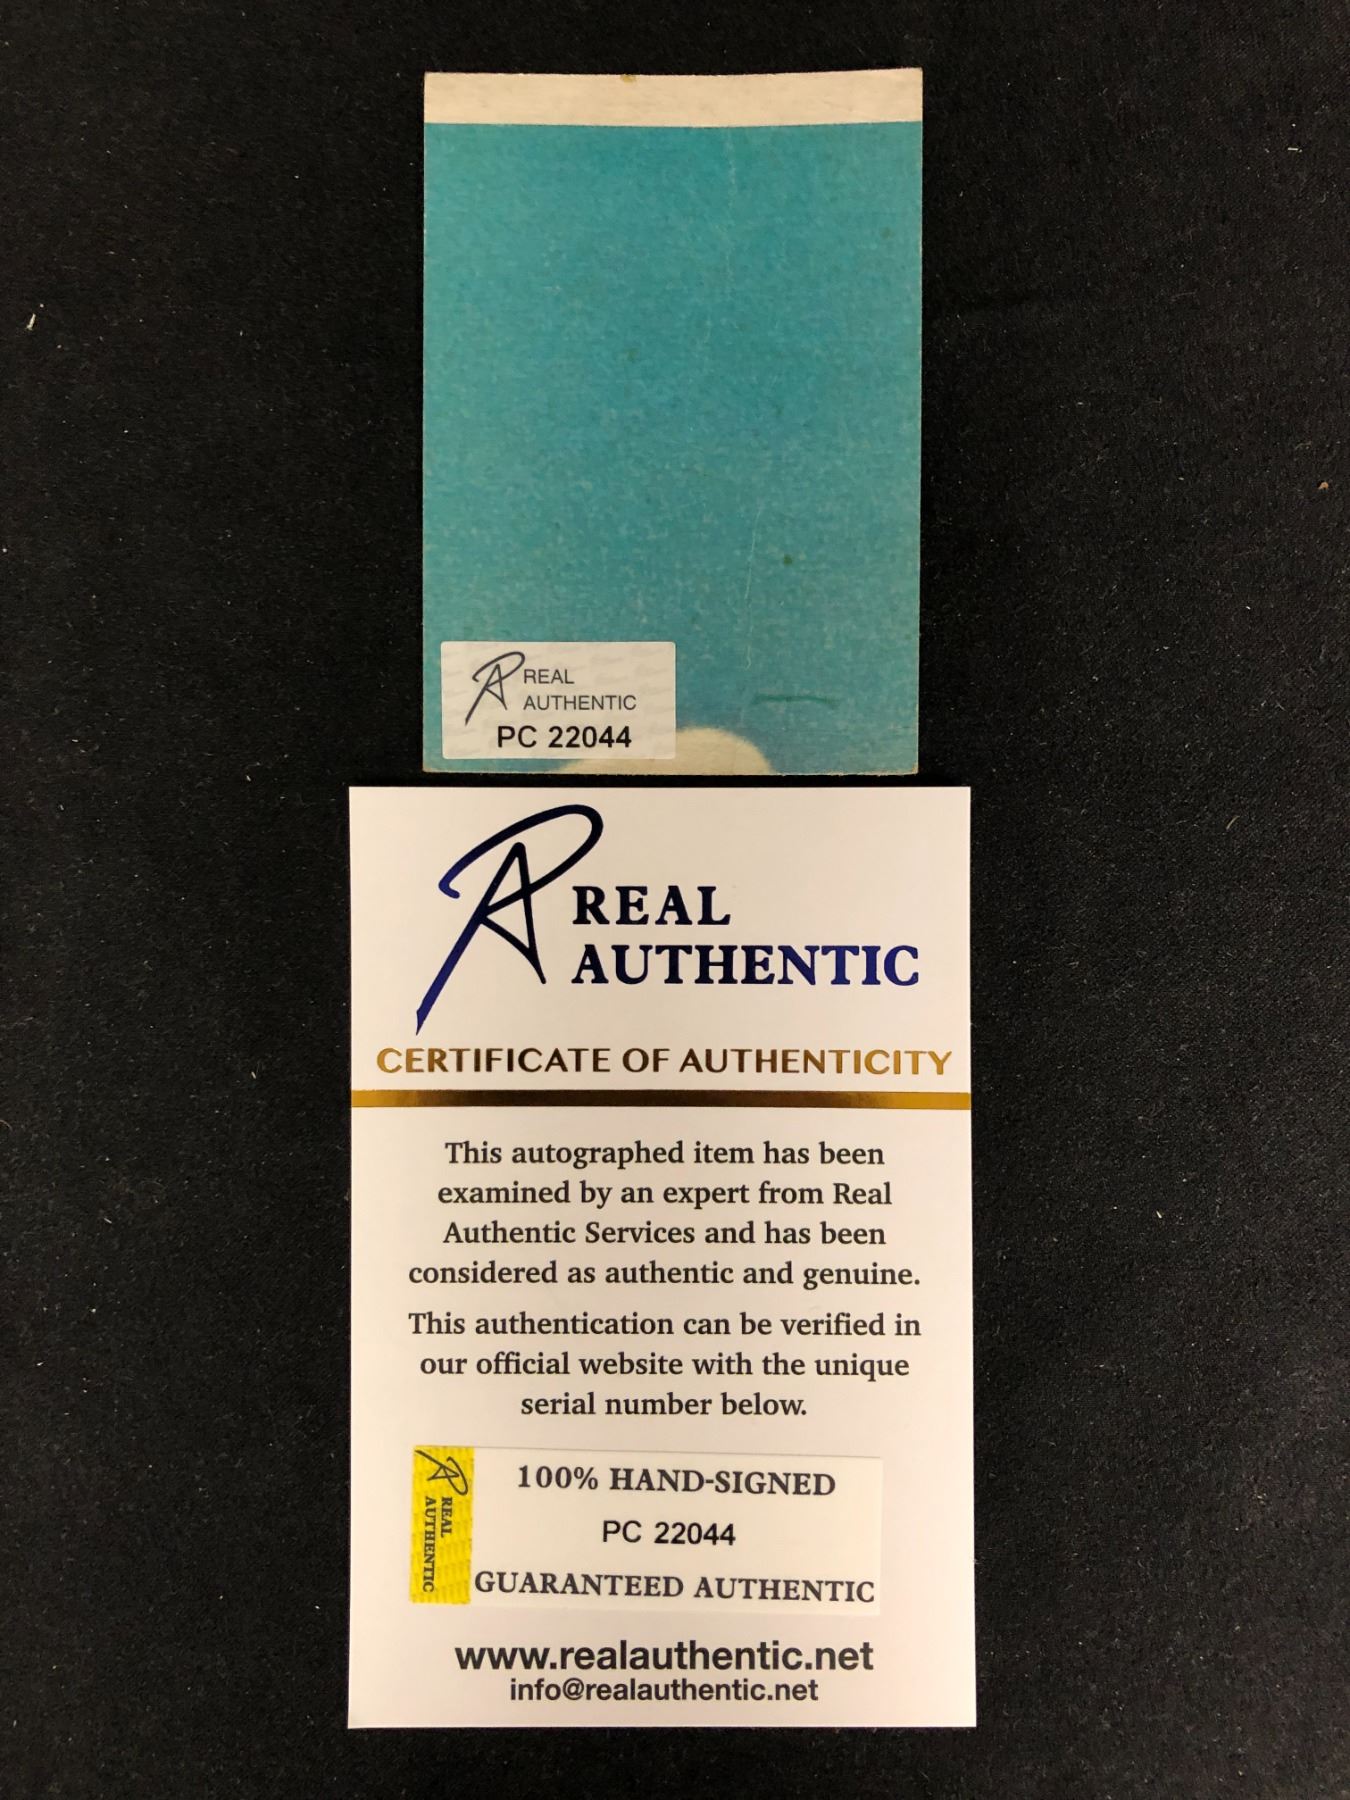 REAL
AUTHENTIC
PC 22044
REAL
AUTHENTIC
CERTIFICATE OF AUTHENTICITY
This autographed item has been
examined by an expert from Real
Authentic Services and has been
considered as authentic and genuine.
This authentication can be verified in
our official website with the unique
serial number below.
REAL
AUTHENTIC
100% HAND-SIGNED
PC 22044
GUARANTEED AUTHENTIC
www.realauthentic.net
info@realauthentic.net